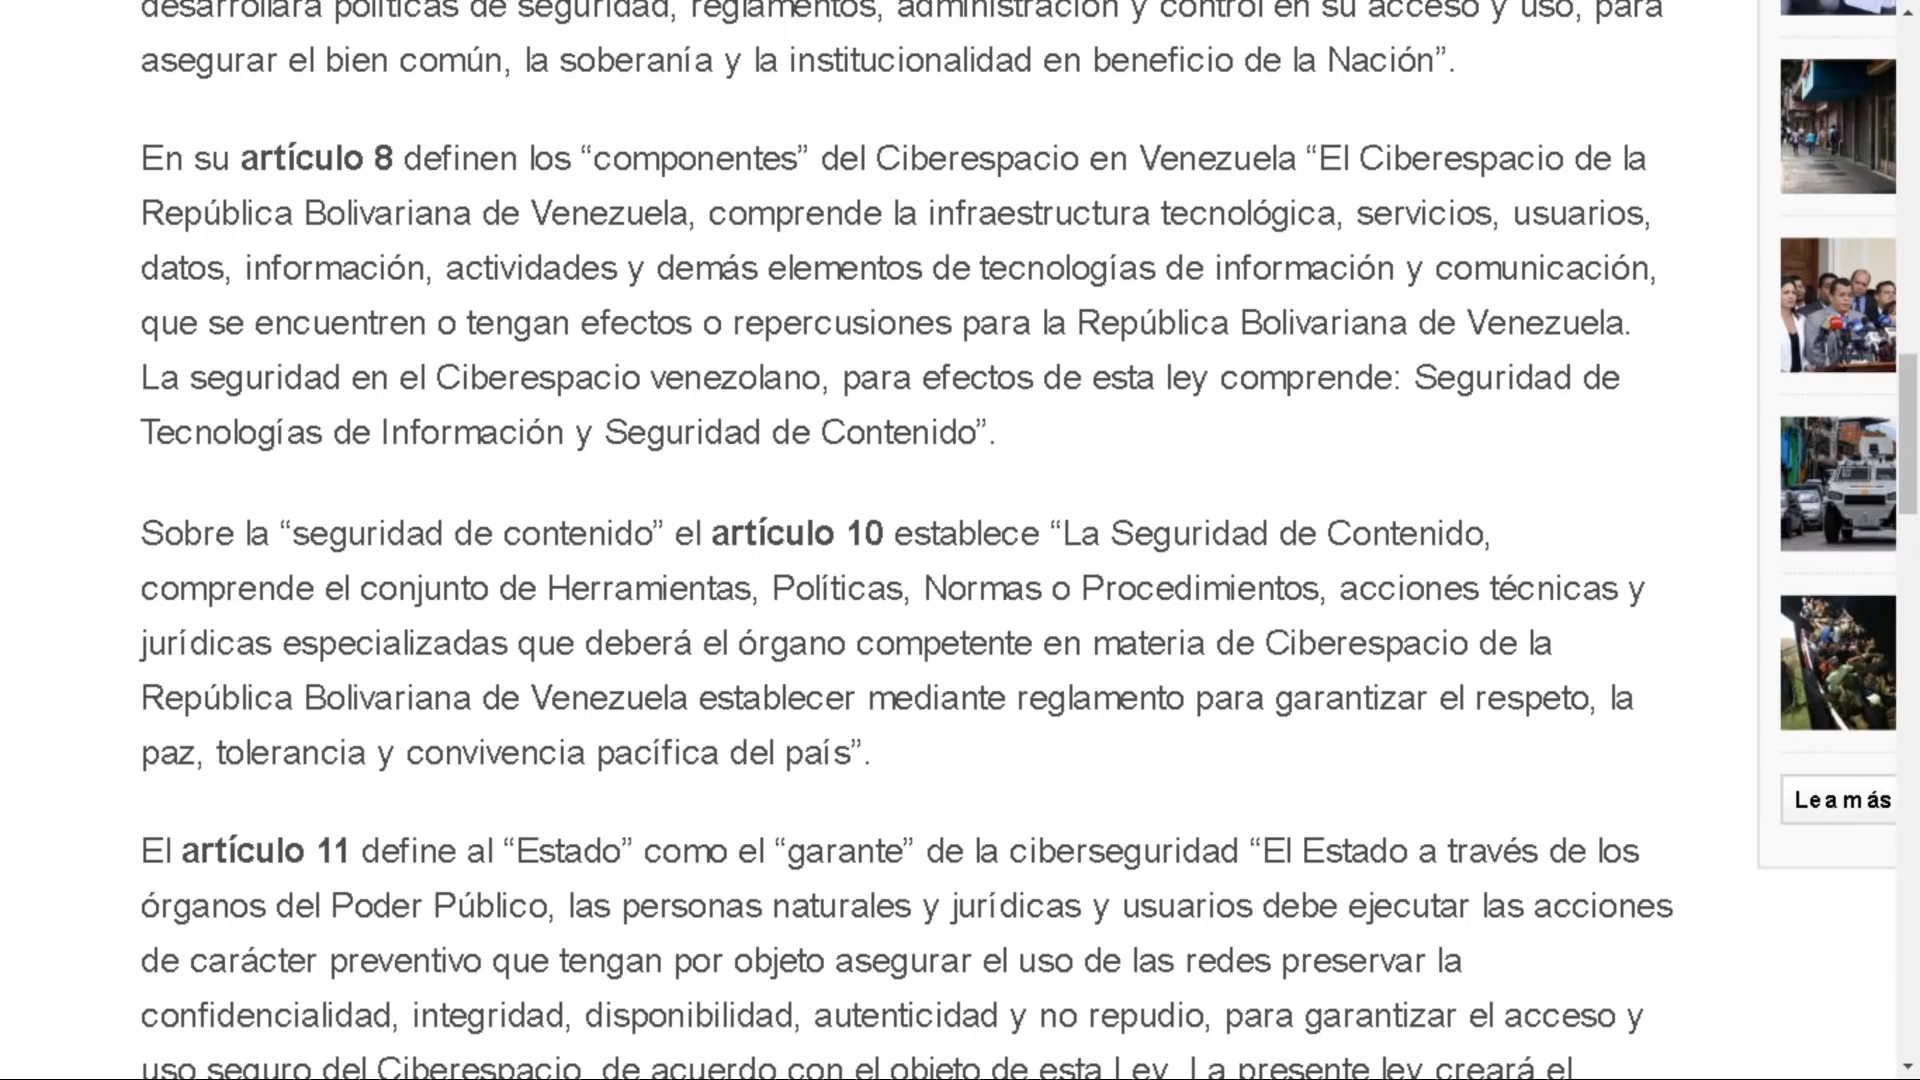 desarrollará políticas de seguridad, reglamentos, administración y control en su acceso y uso, para
asegurar el bien común, la soberanía y la institucionalidad en beneficio de la Nación”.
En su artículo 8 definen los “componentes” del Ciberespacio en Venezuela “El Ciberespacio de la
República Bolivariana de Venezuela, comprende la infraestructura tecnológica, servicios, usuarios,
datos, información, actividades y demás elementos de tecnologías de información y comunicación,
que se encuentren o tengan efectos o repercusiones para la República Bolivariana de Venezuela.
La seguridad en el Ciberespacio venezolano, para efectos de esta ley comprende: Seguridad de
Tecnologías de Información y Seguridad de Contenido”.
Sobre la “seguridad de contenido” el artículo 10 establece “La Seguridad de Contenido,
comprende el conjunto de Herramientas, Políticas, Normas o Procedimientos, acciones técnicas y
jurídicas especializadas que deberá el órgano competente en materia de Ciberespacio de la
República Bolivariana de Venezuela establecer mediante reglamento para garantizar el respeto, la
paz, tolerancia y convivencia pacífica del país”.
El artículo 11 define al “Estado” como el “garante” de la ciberseguridad “El Estado a través de los
órganos del Poder Público, las personas naturales y jurídicas y usuarios debe ejecutar las acciones
de carácter preventivo que tengan por objeto asegurar el uso de las redes preservar la
confidencialidad, integridad, disponibilidad, autenticidad y no repudio, para garantizar el acceso y
uso seguro del Ciberespacio, de acuerdo con el objeto de esta Ley. La presente ley creará el
Lea más